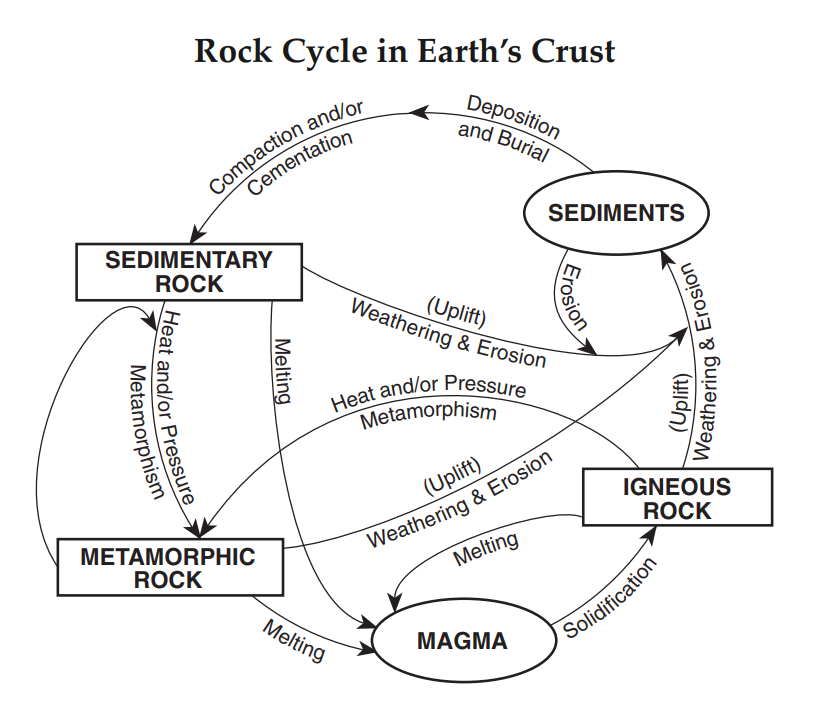 Rock Cycle in Earth's Crust
Deposition
and Burial
Compaction and/or
Cementation
SEDIMENTS
SEDIMENTARY
ROCK
Erosion
(Uplift)
Weathering & Erosion
(Uplift)
Weathering & Erosion
Heat and/or Pressure
Metamorphism
Melting
Heat and/or Pressure
Metamorphism
(Uplift)
Weathering & Erosion
IGNEOUS
ROCK
METAMORPHIC
ROCK
Melting
Solidification
Melting
MAGMA